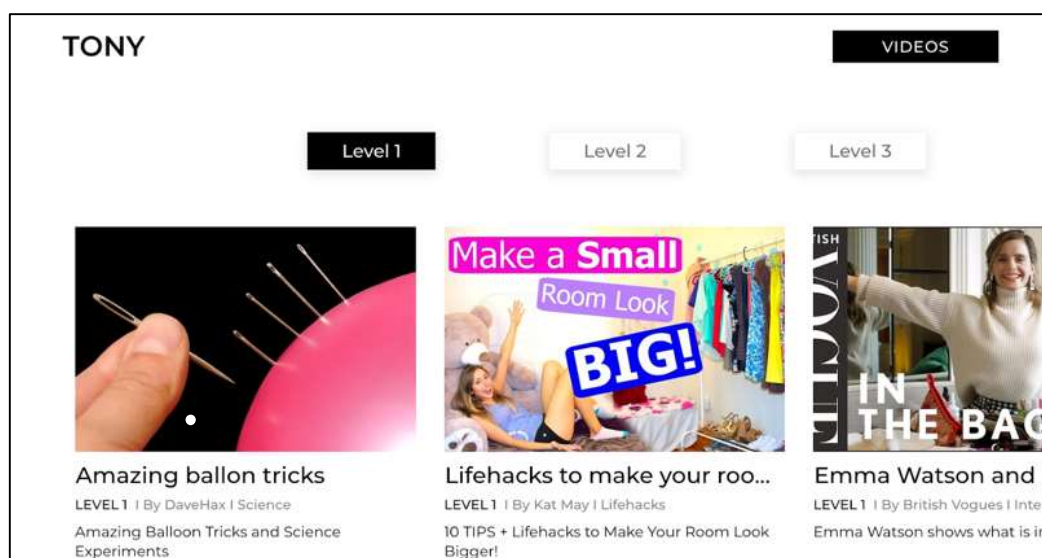 TONY
VIDEOS
Level 1
Level 2
Level 3
Make a Small
Room Look
BIG!
TISH
VOGUE
IN
THE BAG
Amazing ballon tricks
LEVEL 1 I By DaveHax I Science
Amazing Balloon Tricks and Science
Experiments
Lifehacks to make your roo...
LEVEL 1 I By Kat May I Lifehacks
10 TIPS + Lifehacks to Make Your Room Look
Bigger!
Emma Watson and
LEVEL 1 I By British Vogues I Inte
Emma Watson shows what is in